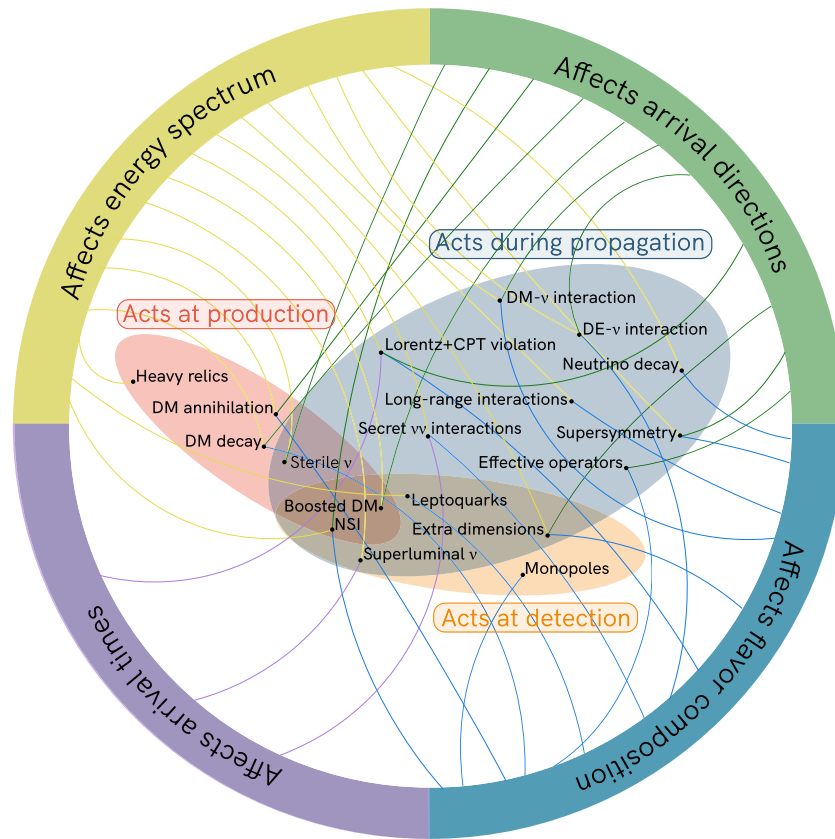 Affects energy spectrum
Affects arrival directions
Acts during propagation
DM-ν interaction
Acts at production
DE-ν interaction
Lorentz+CPT violation
Neutrino decay
Heavy relics
Long-range interactions
DM annihilation
Secret νν interactions
Supersymmetry
DM decay
Sterile ν
Effective operators
Leptoquarks
Boosted DM
NSI
Extra dimensions
Superluminal ν
Monopoles
Acts at detection
Affects arrival times
Affects flavor composition